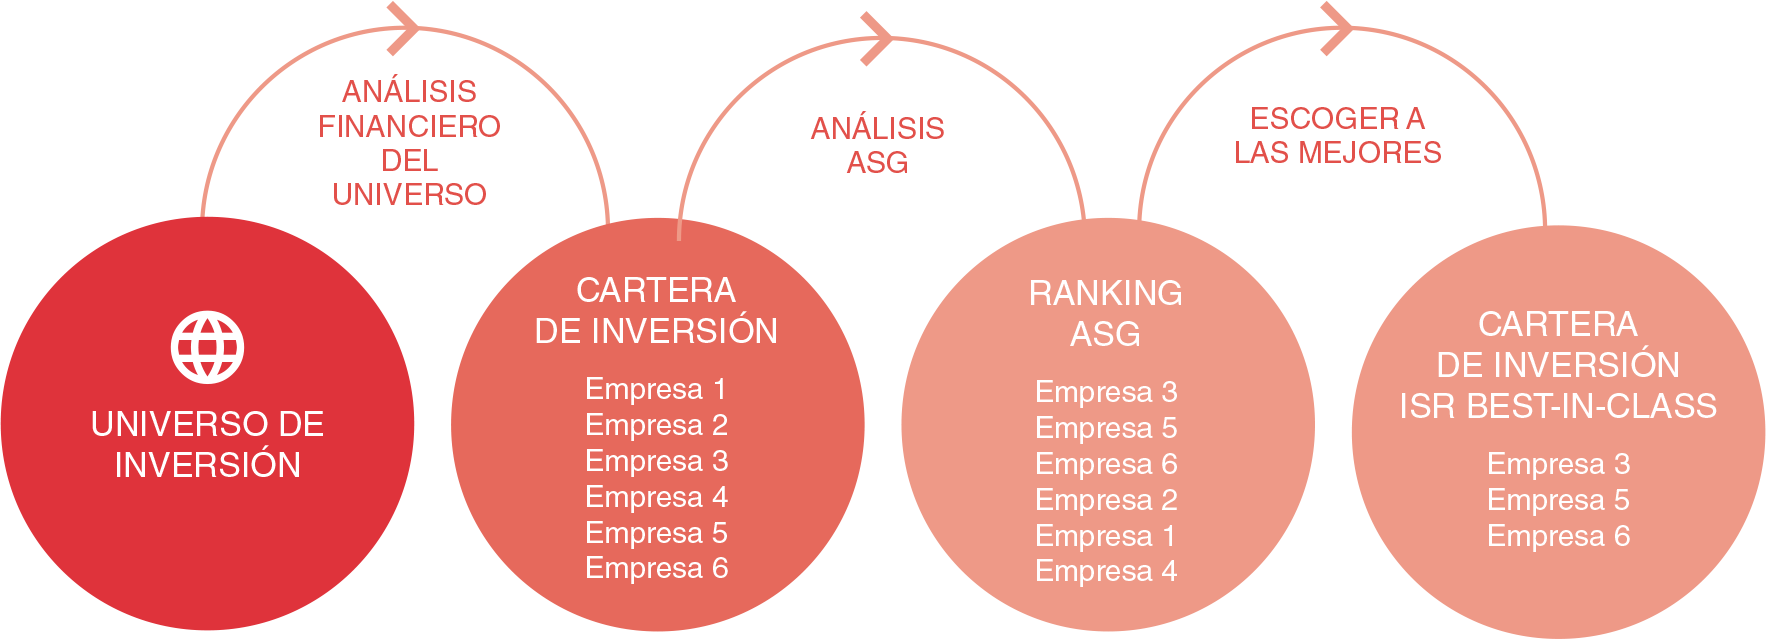 ANÁLISIS
FINANCIERO
DEL
UNIVERSO
ANÁLISIS
ASG
ESCOGER A
LAS MEJORES
UNIVERSO DE
INVERSIÓN
CARTERA
DE INVERSIÓN
Empresa 1
Empresa 2
Empresa 3
Empresa 4
Empresa 5
Empresa 6
RANKING
ASG
Empresa 3
Empresa 5
Empresa 6
Empresa 2
Empresa 1
Empresa 4
CARTERA
DE INVERSIÓN
ISR BEST-IN-CLASS
Empresa 3
Empresa 5
Empresa 6